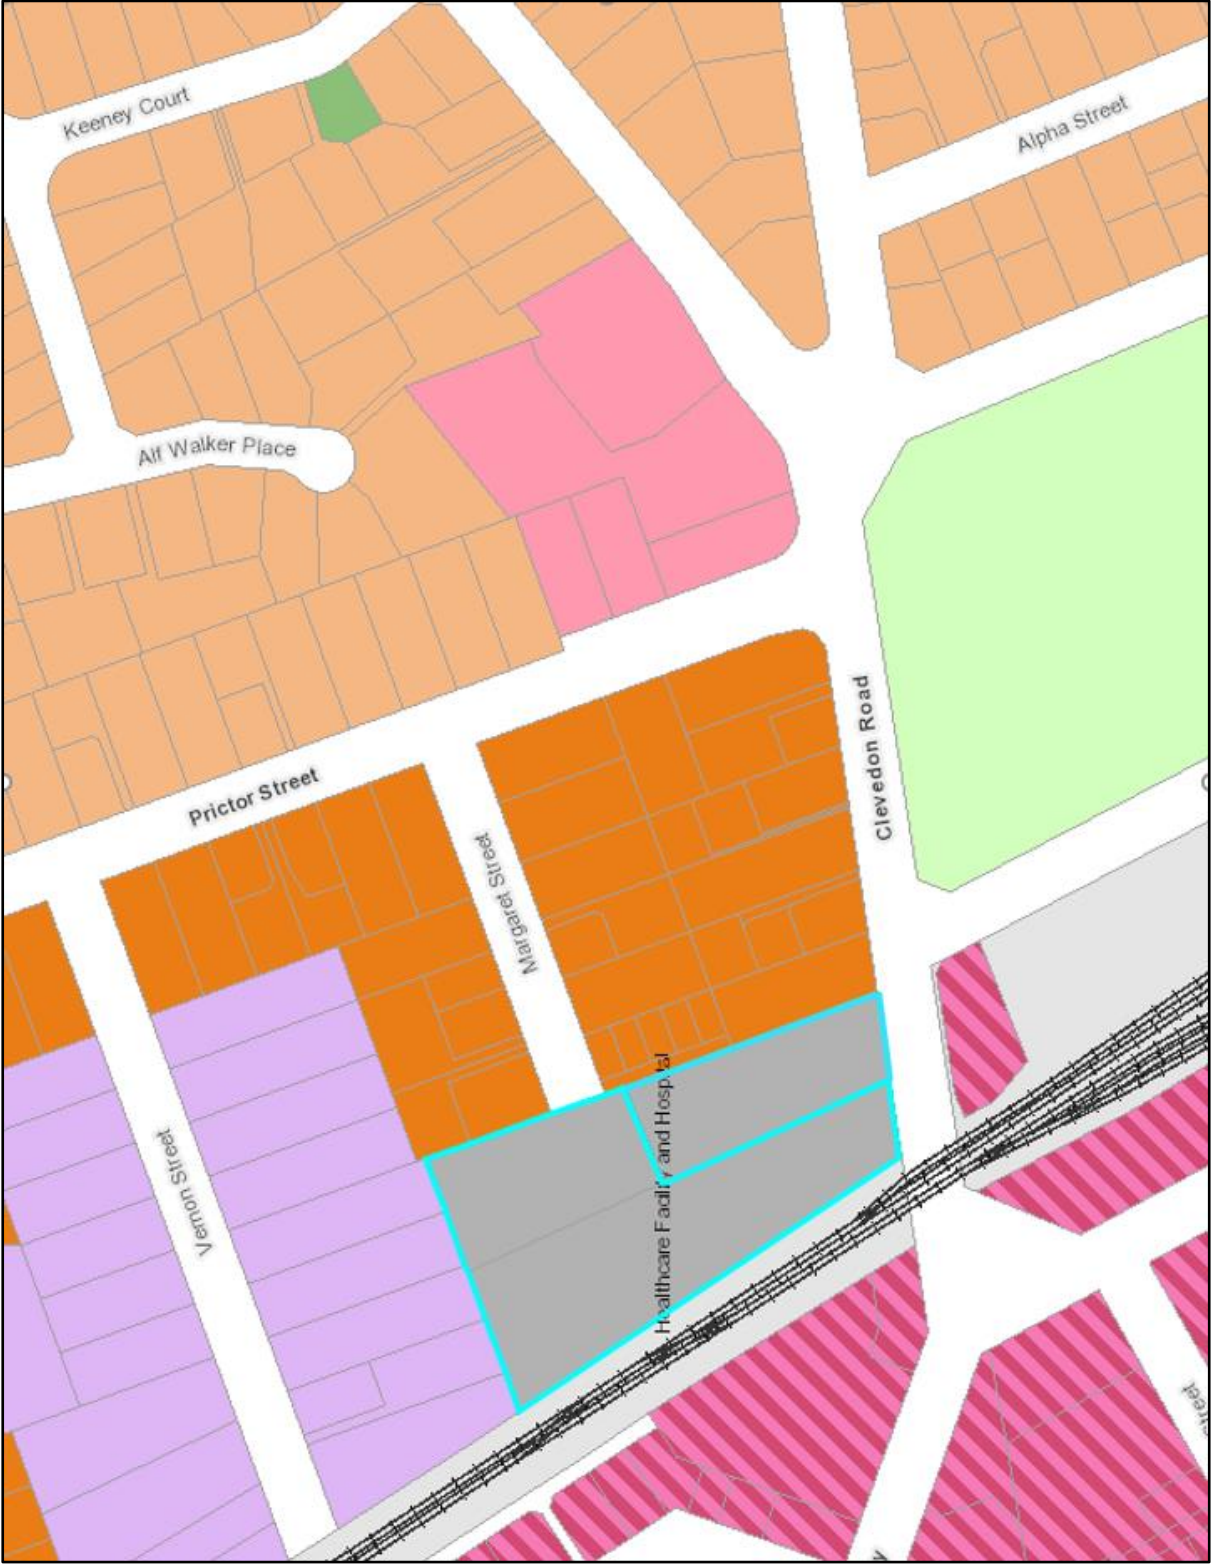 Keeney Court
Alpha Street
Alf Walker Place
Clevedon Road
Prictor Street
Margaret Street
Healthcare Facility and Hospital
Vernon Street
treet
y